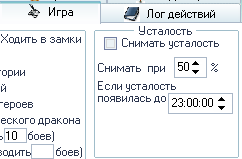 Игра
Лог действий
Ходить в замки
тории
й
героев
ческого дракона
ь 10 боев)
водить боев)
Усталость
Снимать усталость
Снимать при 50 %
Если усталость
появилась до 23:00:00